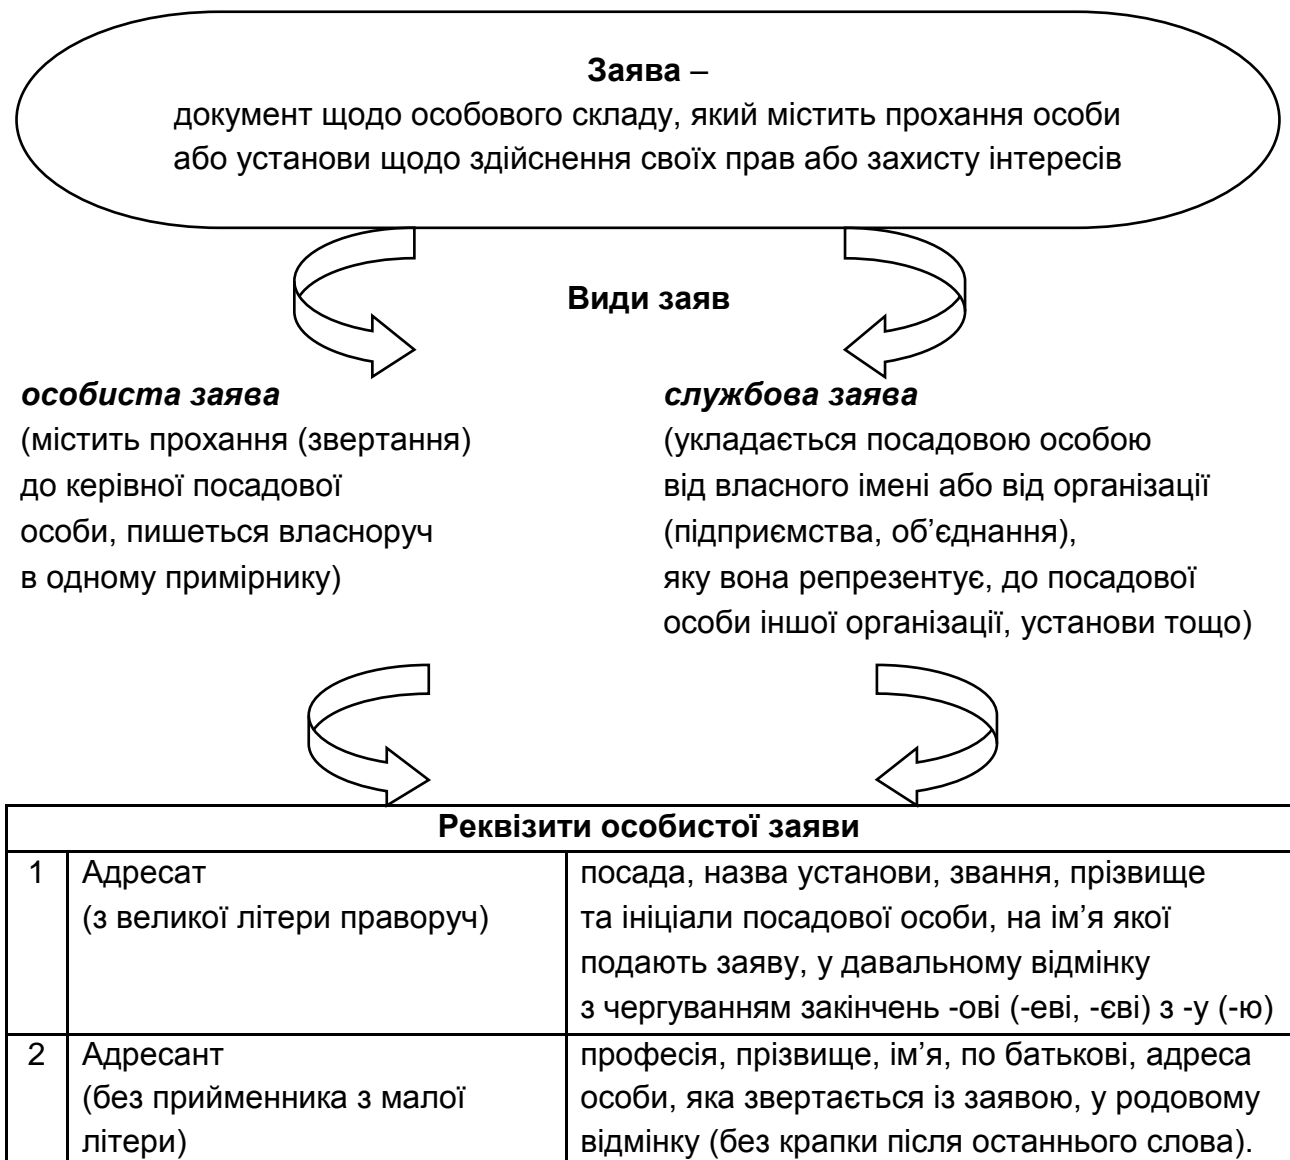 Заява –
документ щодо особового складу, який містить прохання особи
або установи щодо здійснення своїх прав або захисту інтересів
Види заяв
особиста заява
(містить прохання (звертання)
до керівної посадової
особи, пишеться власноруч
в одному примірнику)
службова заява
(укладається посадовою особою
від власного імені або від організації
(підприємства, об’єднання),
яку вона репрезентує, до посадової
особи іншої організації, установи тощо)
Реквізити особистої заяви
1
Адресат
(з великої літери праворуч)
посада, назва установи, звання, прізвище
та ініціали посадової особи, на ім’я якої
подають заяву, у давальному відмінку
з чергуванням закінчень -ові (-еві, -єві) з -у (-ю)
2
Адресант
(без прийменника з малої
літери)
професія, прізвище, ім’я, по батькові, адреса
особи, яка звертається із заявою, у родовому
відмінку (без крапки після останнього слова).